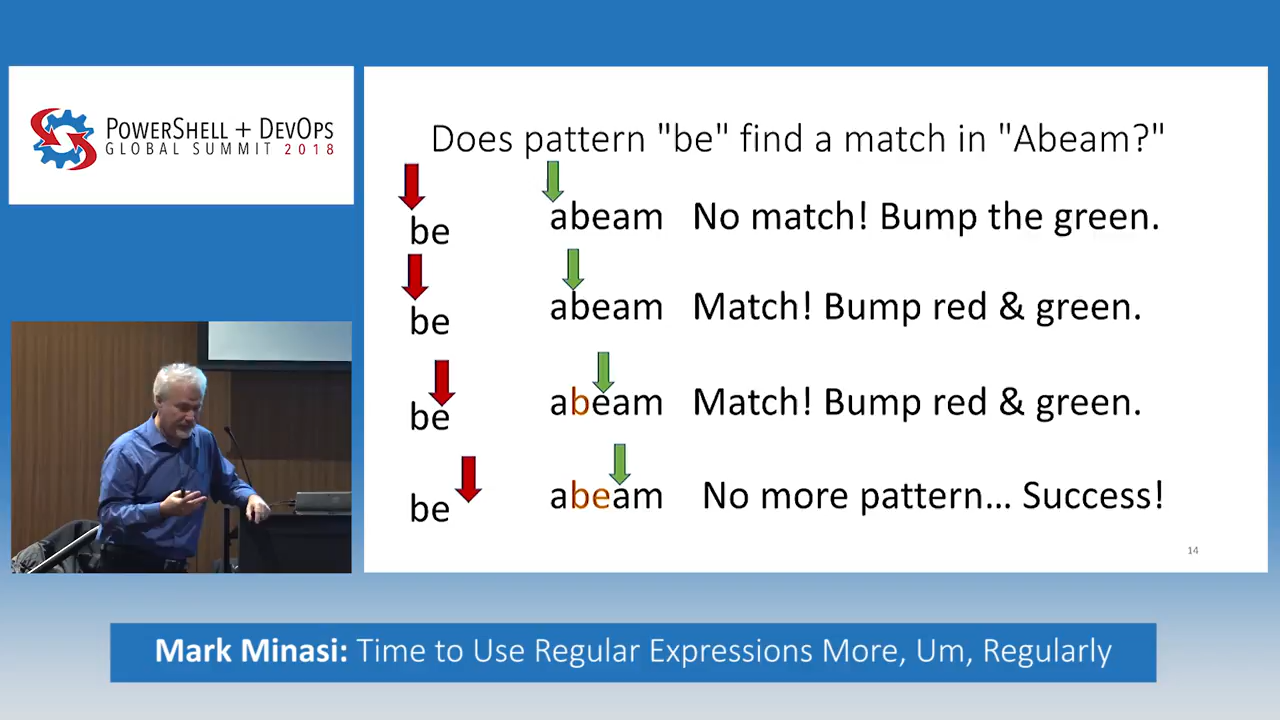 POWERSHELL + DEVOPS
GLOBAL SUMMIT 2018
Does pattern "be" find a match in "Abeam?"
be abeam No match! Bump the green.
be abeam Match! Bump red & green.
be abeam Match! Bump red & green.
be abeam No more pattern... Success!
14
Mark Minasi: Time to Use Regular Expressions More, Um, Regularly